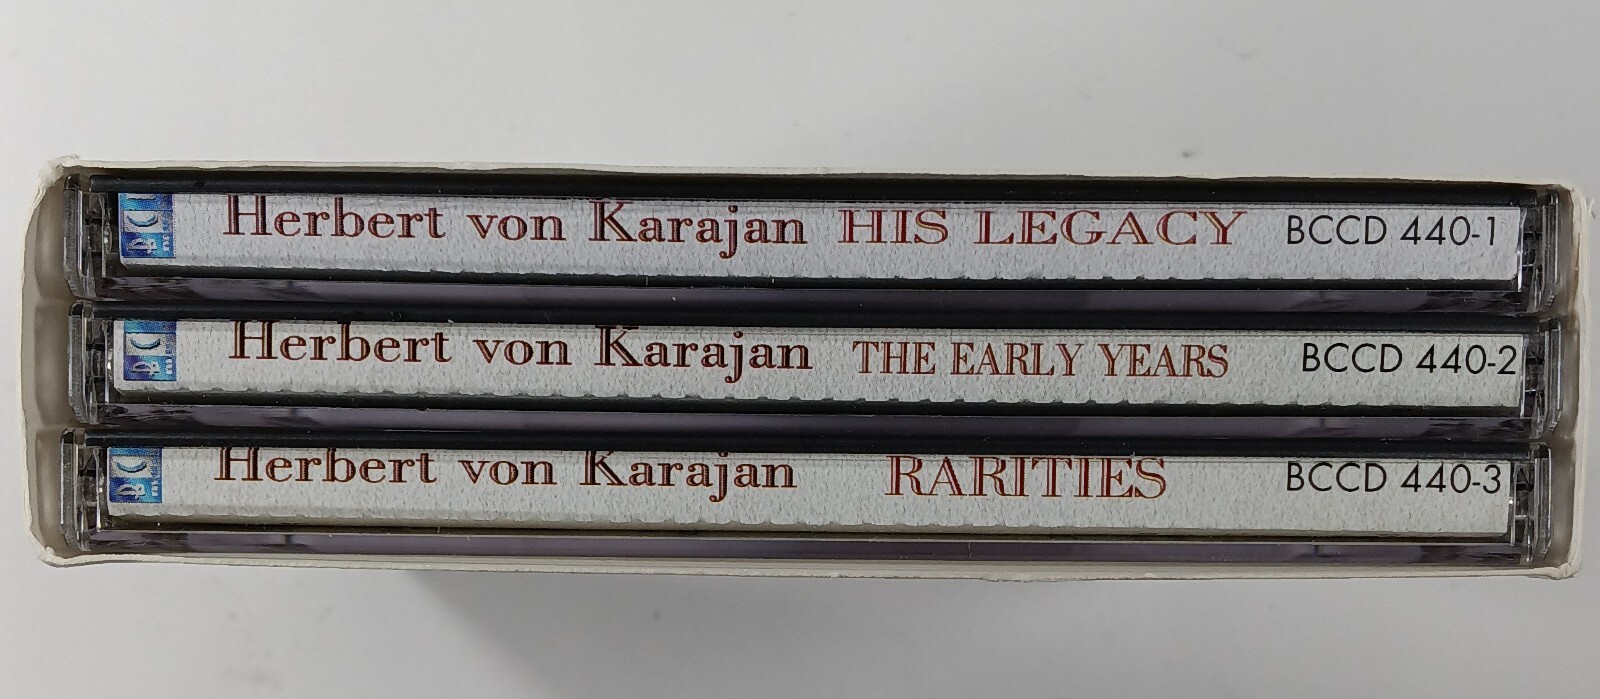 Herbert von Karajan HIS LEGACY BCCD 440-1
Herbert von Karajan THE EARLY YEARS BCCD 440-2
Herbert von Karajan RARITIES BCCD 440-3